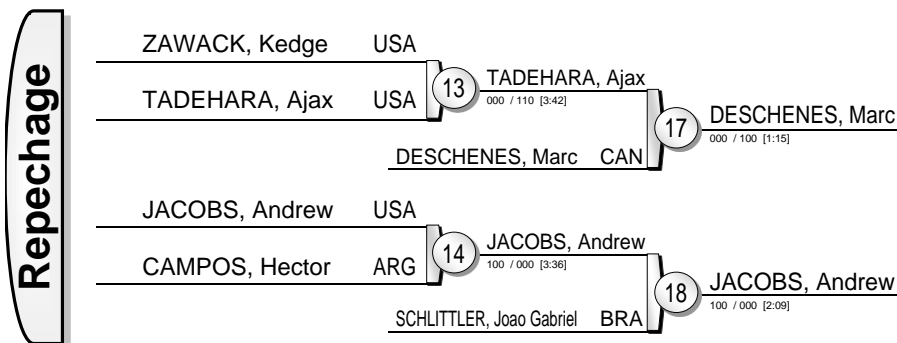 Repechage
ZAWACK, Kedge USA
TADEHARA, Ajax USA
13
TADEHARA, Ajax
000 / 110 [3:42]
DESCHENES, Marc CAN
17
DESCHENES, Marc
000 / 100 [1:15]
JACOBS, Andrew USA
CAMPOS, Hector ARG
14
JACOBS, Andrew
100 / 000 [3:36]
SCHLITTLER, Joao Gabriel BRA
18
JACOBS, Andrew
100 / 000 [2:09]